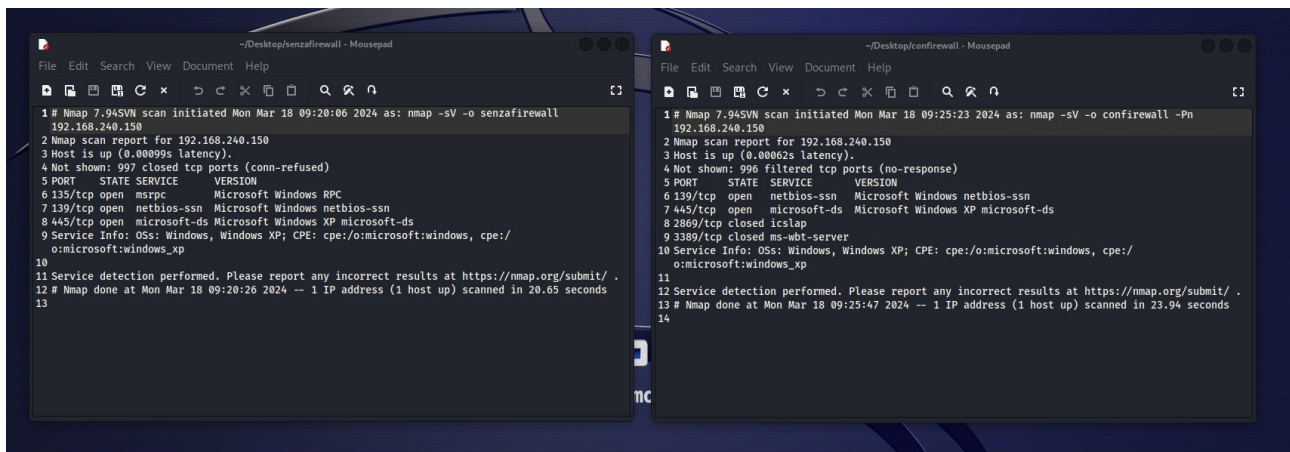 ~/Desktop/senzafirewall - Mousepad
File Edit Search View Document Help
1 # Nmap 7.94SVN scan initiated Mon Mar 18 09:20:06 2024 as: nmap -sV -o senzafirewall
192.168.240.150
2 Nmap scan report for 192.168.240.150
3 Host is up (0.00099s latency).
4 Not shown: 997 closed tcp ports (conn-refused)
5 PORT STATE SERVICE VERSION
6 135/tcp open msrpc Microsoft Windows RPC
7 139/tcp open netbios-ssn Microsoft Windows netbios-ssn
8 445/tcp open microsoft-ds Microsoft Windows XP microsoft-ds
9 Service Info: OSs: Windows, Windows XP; CPE: cpe:/o:microsoft:windows, cpe:/
o:microsoft:windows_xp
10
11 Service detection performed. Please report any incorrect results at https://nmap.org/submit/ .
12 # Nmap done at Mon Mar 18 09:20:26 2024 -- 1 IP address (1 host up) scanned in 20.65 seconds
13
~/Desktop/confirewall - Mousepad
File Edit Search View Document Help
1 # Nmap 7.94SVN scan initiated Mon Mar 18 09:25:23 2024 as: nmap -sV -o confirewall -Pn
192.168.240.150
2 Nmap scan report for 192.168.240.150
3 Host is up (0.00062s latency).
4 Not shown: 996 filtered tcp ports (no-response)
5 PORT STATE SERVICE VERSION
6 139/tcp open netbios-ssn Microsoft Windows netbios-ssn
7 445/tcp open microsoft-ds Microsoft Windows XP microsoft-ds
8 2869/tcp closed icslap
9 3389/tcp closed ms-wbt-server
10 Service Info: OSs: Windows, Windows XP; CPE: cpe:/o:microsoft:windows, cpe:/
o:microsoft:windows_xp
11
12 Service detection performed. Please report any incorrect results at https://nmap.org/submit/ .
13 # Nmap done at Mon Mar 18 09:25:47 2024 -- 1 IP address (1 host up) scanned in 23.94 seconds
14